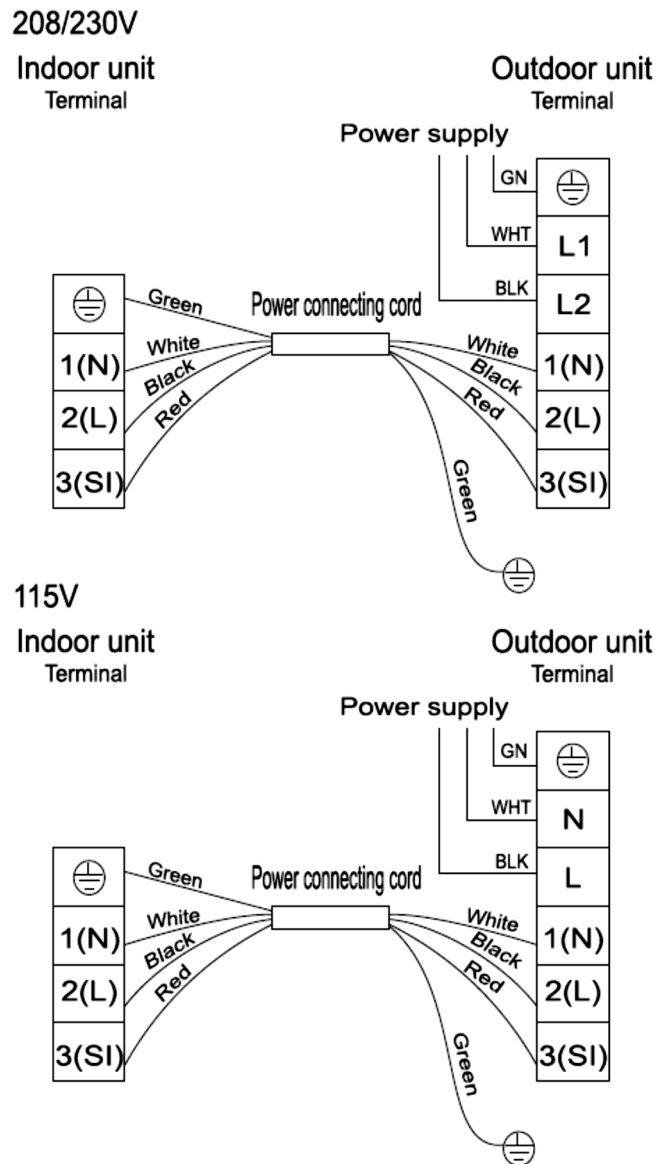 208/230V
Indoor unit
Terminal
Outdoor unit
Terminal
Power supply
GN
WHT
L1
BLK
L2
Green
Power connecting cord
1(N)
White
White
1(N)
2(L)
Black
Black
2(L)
3(SI)
Red
Red
3(SI)
Green
115V
Indoor unit
Terminal
Outdoor unit
Terminal
Power supply
GN
WHT
N
BLK
L
Green
Power connecting cord
1(N)
White
White
1(N)
2(L)
Black
Black
2(L)
3(SI)
Red
Red
3(SI)
Green